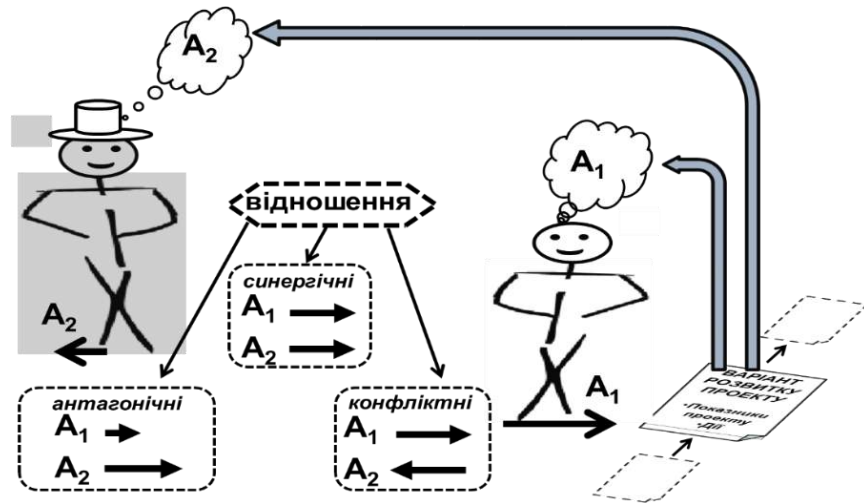 A₂
A₁
відношення
синергічні
A₁
A₂
A₂
A₁
антагонічні
A₁
A₂
конфліктні
A₁
A₂
ВАРІАНТ
РОЗВИТКУ
ПРОЕКТУ
•Показники
проекту
•Дії